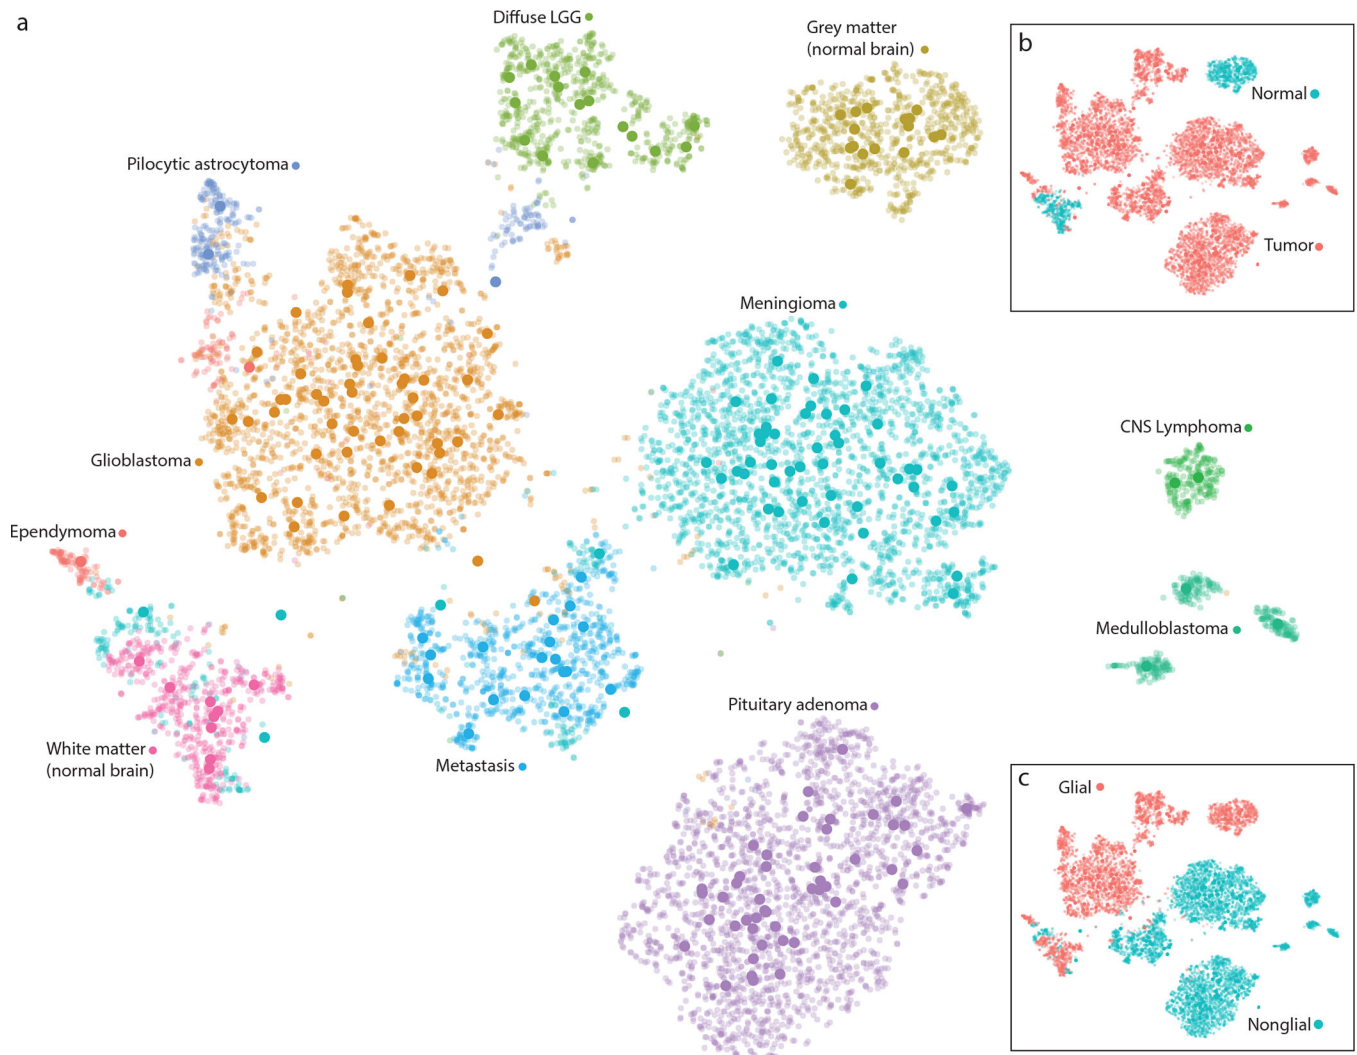 a
Diffuse LGG
Grey matter
(normal brain)
b
Normal
Tumor
Pilocytic astrocytoma
Meningioma
CNS Lymphoma
Glioblastoma
Ependymoma
Medulloblastoma
Pituitary adenoma
White matter
(normal brain)
Metastasis
c
Glial
Nonglial